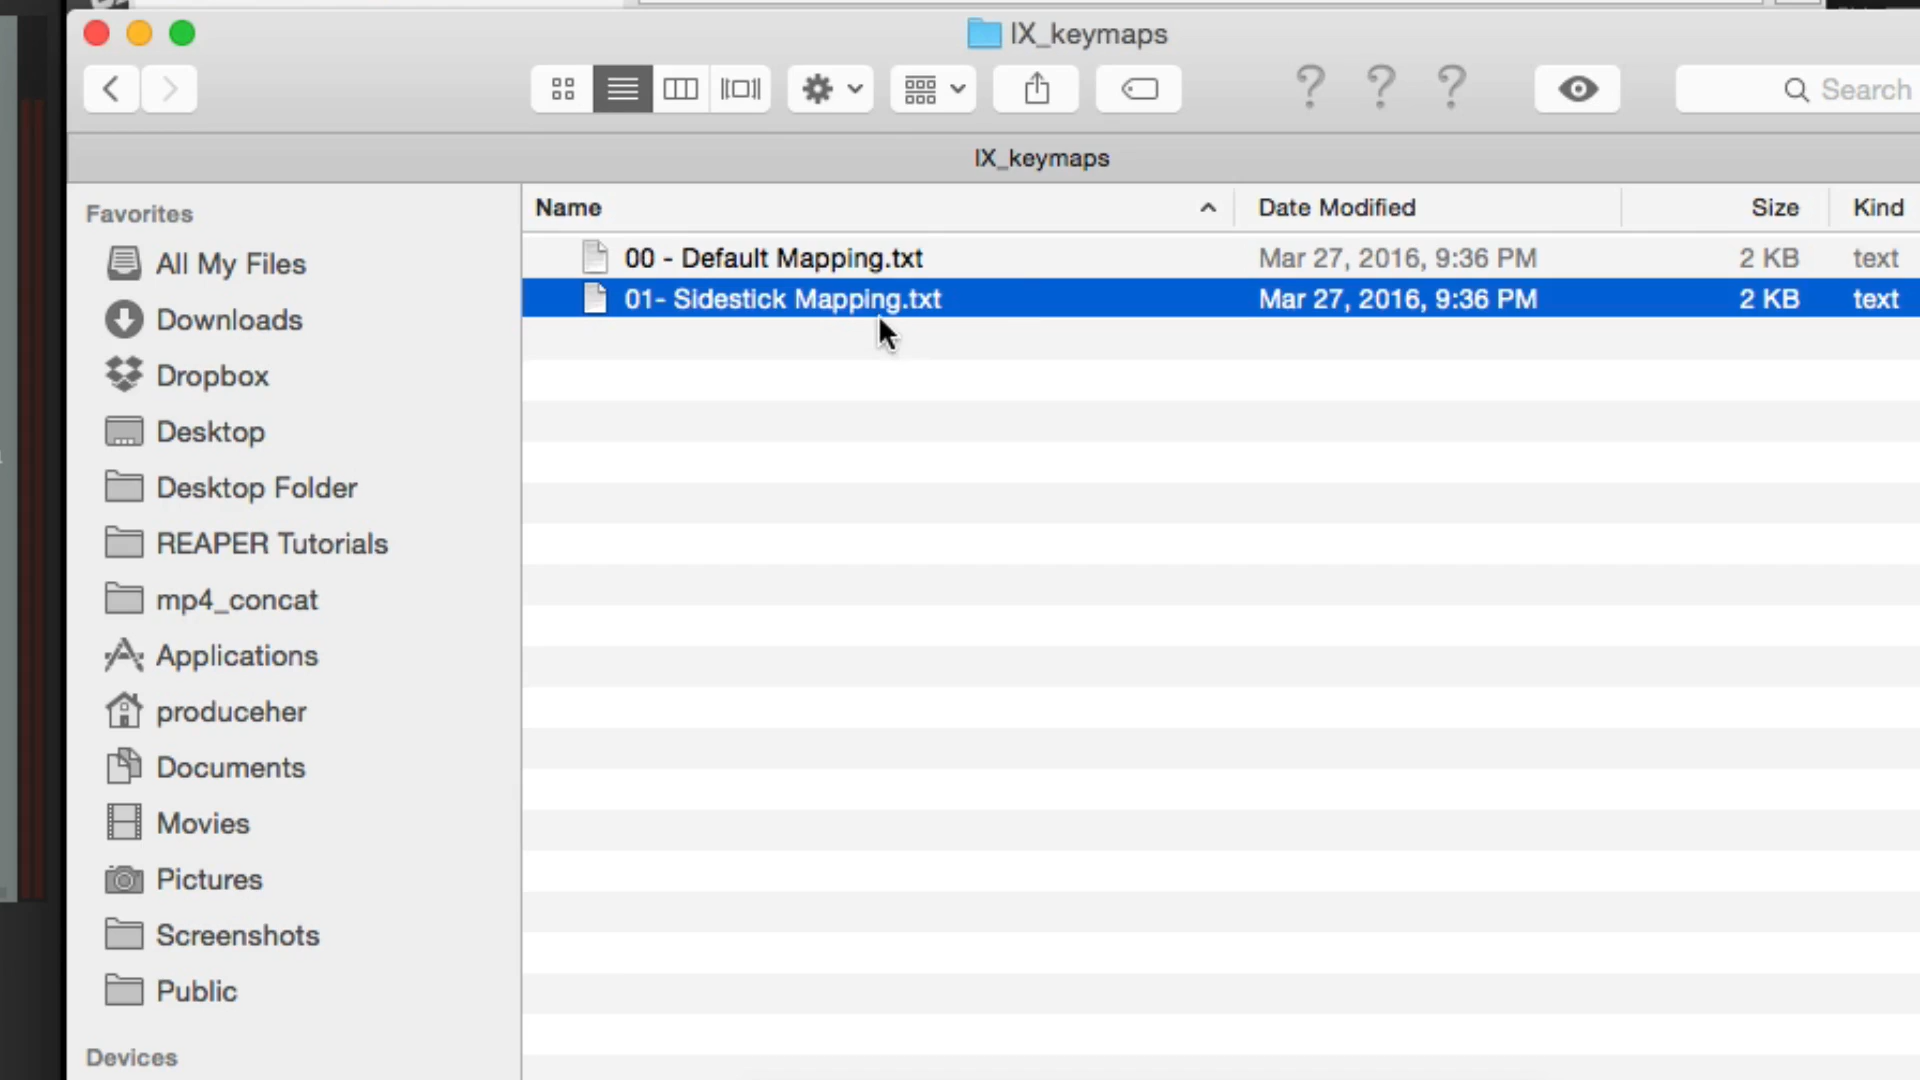 IX_keymaps
Search
IX_keymaps
Favorites
All My Files
Downloads
Dropbox
Desktop
Desktop Folder
REAPER Tutorials
mp4_concat
Applications
produceher
Documents
Movies
Pictures
Screenshots
Public
Devices
Name Date Modified Size Kind
00 - Default Mapping.txt Mar 27, 2016, 9:36 PM 2 KB text
01- Sidestick Mapping.txt Mar 27, 2016, 9:36 PM 2 KB text